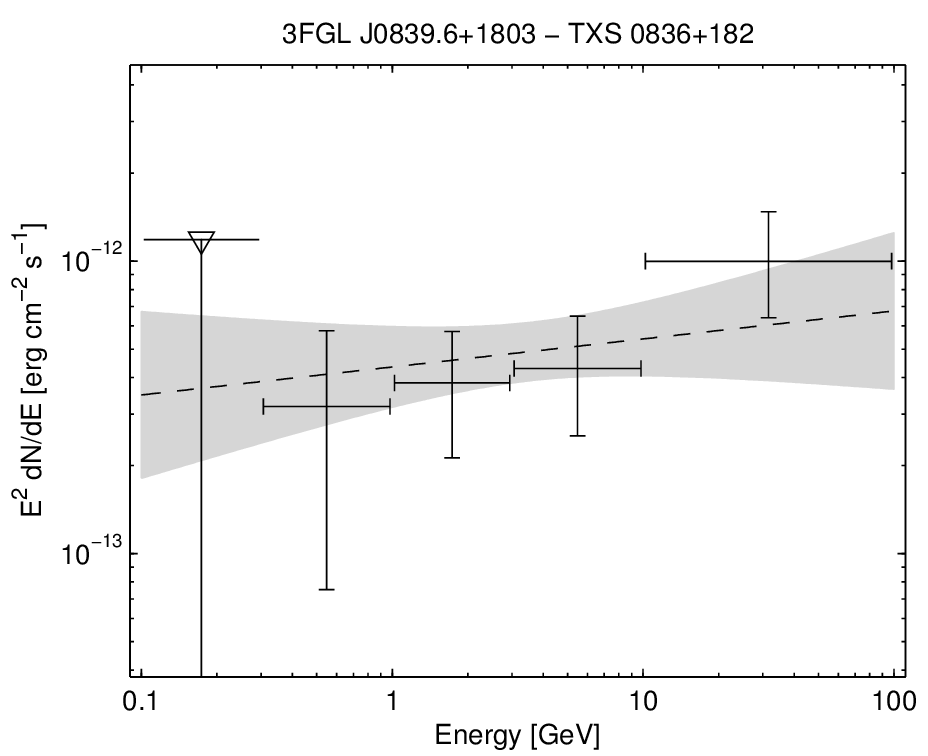 3FGL J0839.6+1803 − TXS 0836+182
E² dN/dE [erg cm⁻² s⁻¹]
10⁻¹²
10⁻¹³
0.1 1 10 100
Energy [GeV]